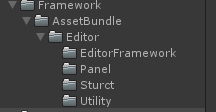 Framework
AssetBundle
Editor
EditorFramework
Panel
Sturct
Utility